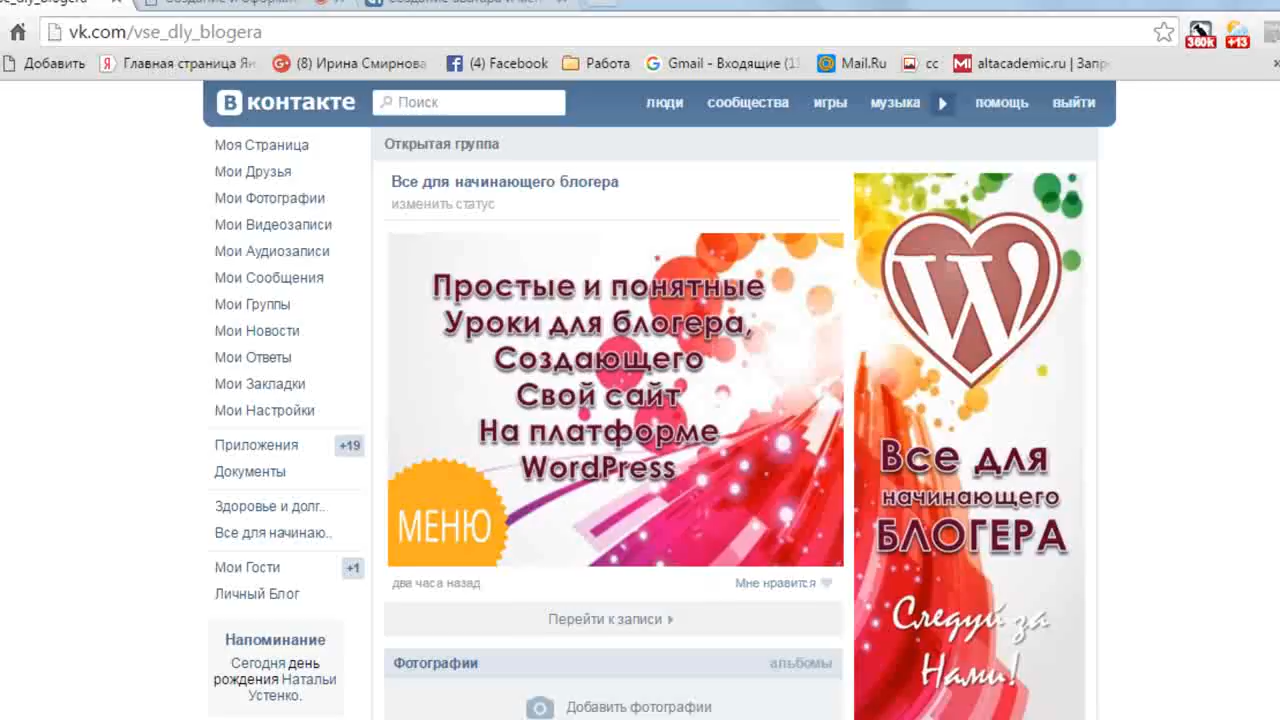 vk.com/vse_dly_blogera
360k
+13
Добавить
Я
Главная страница Ян
(8) Ирина Смирнова
(4) Facebook
Работа
Gmail - Входящие (1
Mail.Ru
сс
altacademic.ru | Запр
В контакте
Поиск
люди
сообщества
игры
музыка
помощь
выйти
Моя Страница
Мои Друзья
Мои Фотографии
Мои Видеозаписи
Мои Аудиозаписи
Мои Сообщения
Мои Группы
Мои Новости
Мои Ответы
Мои Закладки
Мои Настройки
Приложения +19
Документы
Здоровье и долг..
Все для начинаю..
Мои Гости +1
Личный Блог
Напоминание
Сегодня день
рождения Натальи
Устенко.
Открытая группа
Все для начинающего блогера
изменить статус
Простые и понятные
Уроки для блогера,
Создающего
Свой сайт
На платформе
WordPress
МЕНЮ
два часа назад
Мне нравится
Перейти к записи
Фотографии
альбомы
Добавить фотографии
W
Все для
начинающего
БЛОГЕРА
Следуй за
Нами!